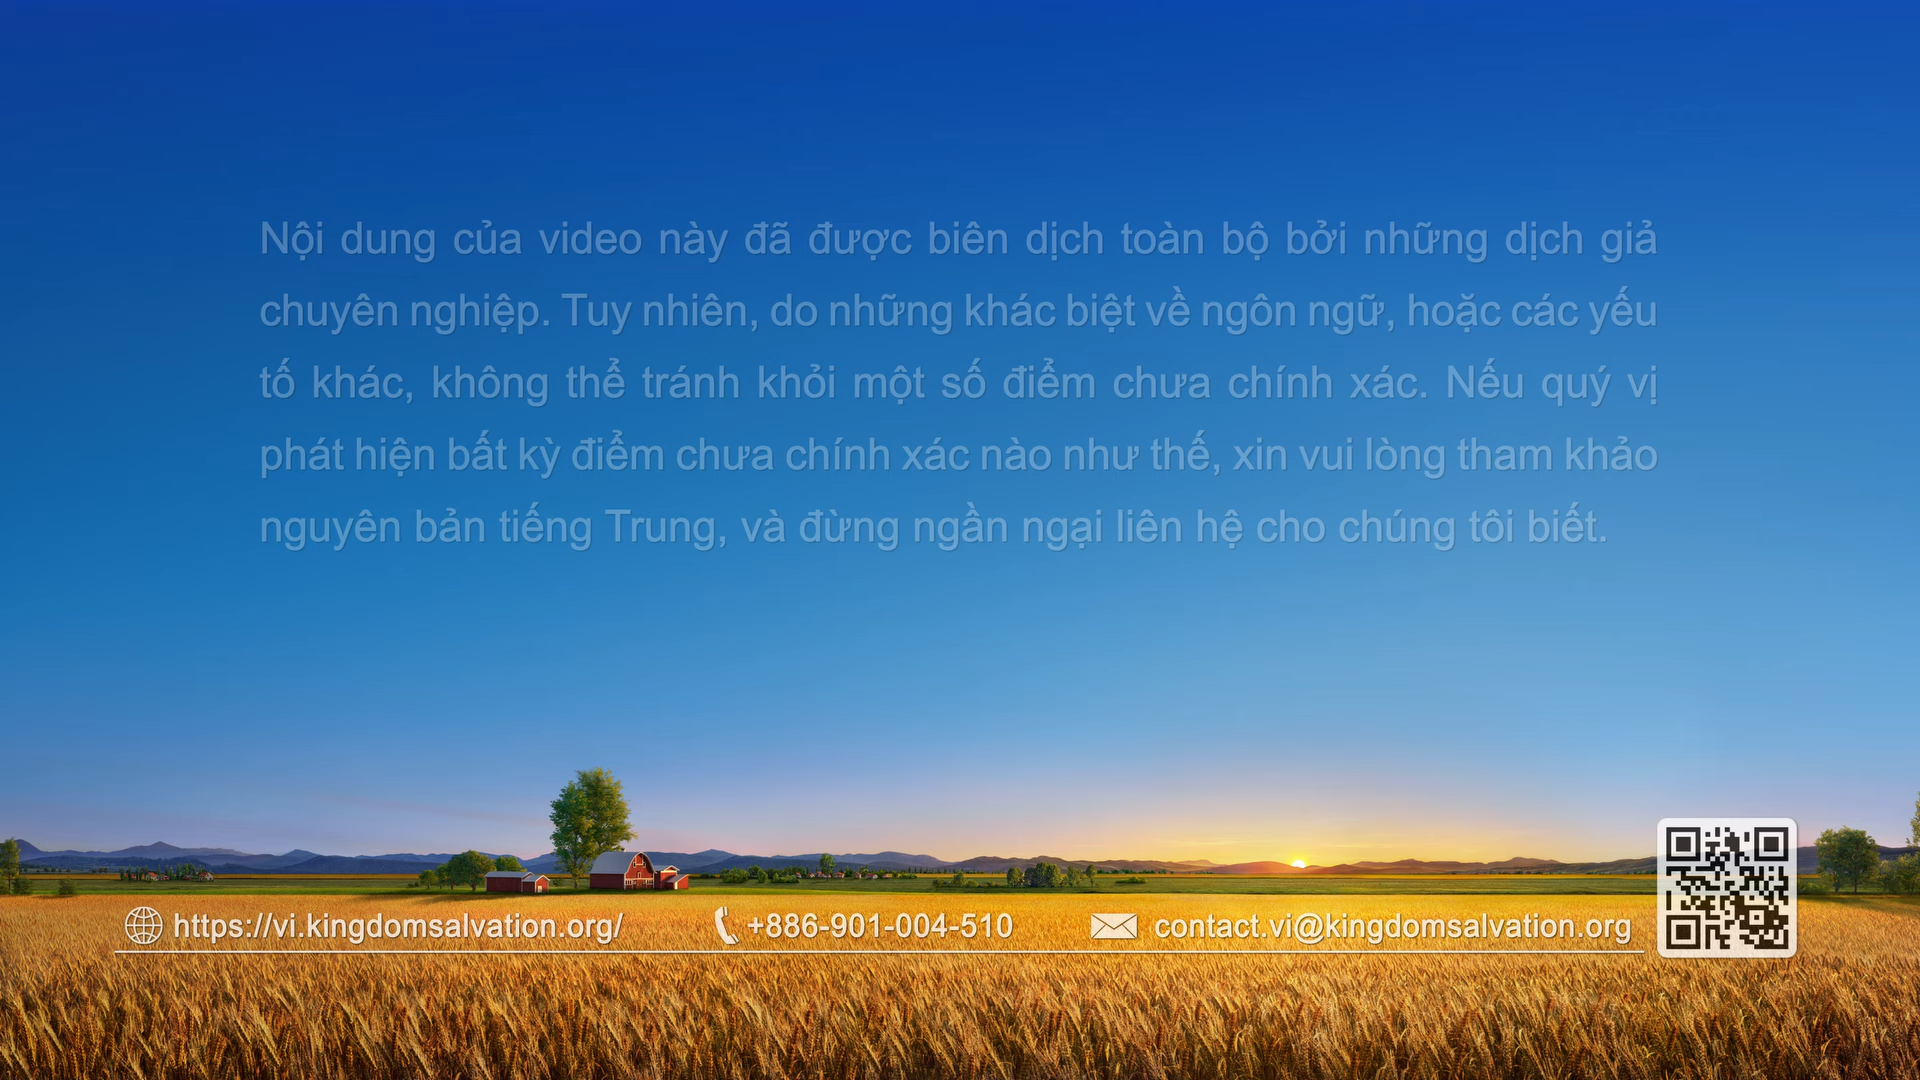 Nội dung của video này đã được biên dịch toàn bộ bởi những dịch giả
chuyên nghiệp. Tuy nhiên, do những khác biệt về ngôn ngữ, hoặc các yếu
tố khác, không thể tránh khỏi một số điểm chưa chính xác. Nếu quý vị
phát hiện bất kỳ điểm chưa chính xác nào như thế, xin vui lòng tham khảo
nguyên bản tiếng Trung, và đừng ngần ngại liên hệ cho chúng tôi biết.
https://vi.kingdomsalvation.org/ +886-901-004-510 contact.vi@kingdomsalvation.org